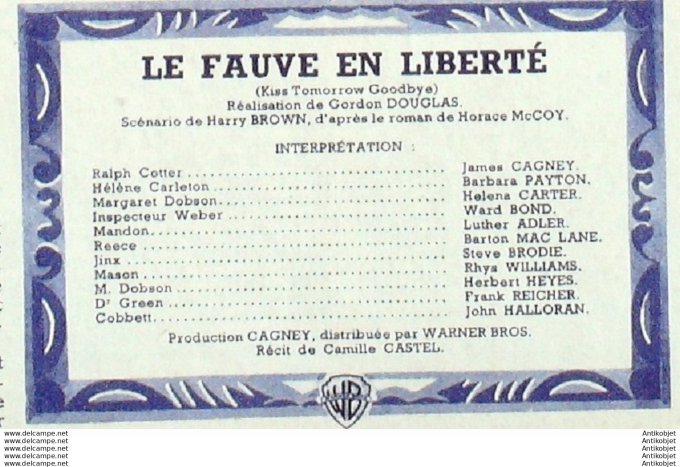 LE FAUVE EN LIBERTÉ
(Kiss Tomorrow Goodbye)
Réalisation de Gordon DOUGLAS.
Scénario de Harry BROWN, d'après le roman de Horace McCOY.
INTERPRÉTATION :
Ralph Cotter ........ James CAGNEY.
Hélène Carleton ........ Barbara PAYTON.
Margaret Dobson ........ Helena CARTER.
Inspecteur Weber ........ Ward BOND.
Mandon ........ Luther ADLER.
Reece ........ Barton MAC LANE.
Jinx ........ Steve BRODIE.
Mason ........ Rhys WILLIAMS.
M. Dobson ........ Herbert HEYES.
Dr Green ........ Frank REICHER.
Cobbett ........ John HALLORAN.
Production CAGNEY, distribuée par WARNER BROS.
Récit de Camille CASTEL.
WB
www.delcampe.net Antikobjet
www.delcampe.net Antikobjet
www.delcampe.net Antikobjet
www.delcampe.net Antikobjet